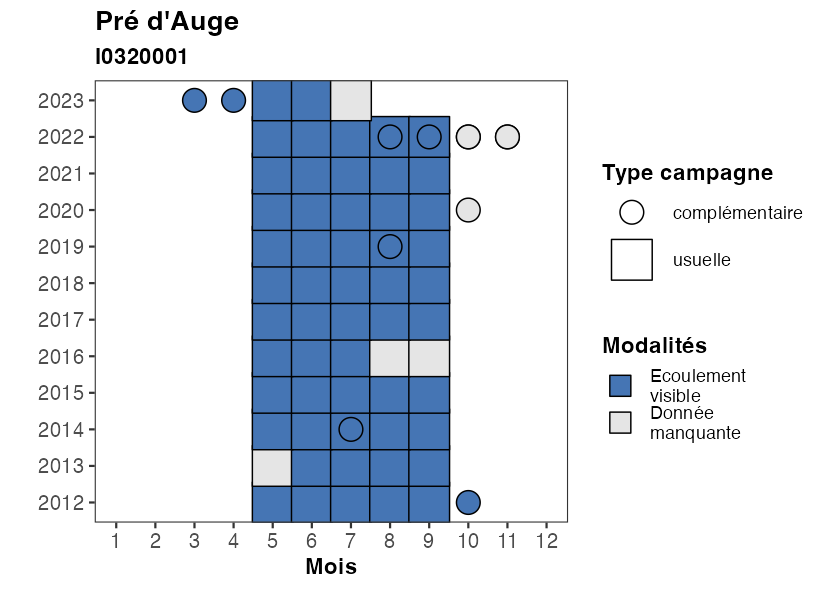 Pré d'Auge
I0320001
2023
2022
2021
2020
2019
2018
2017
2016
2015
2014
2013
2012
1 2 3 4 5 6 7 8 9 10 11 12
Mois
Type campagne
complémentaire
usuelle
Modalités
Ecoulement
visible
Donnée
manquante